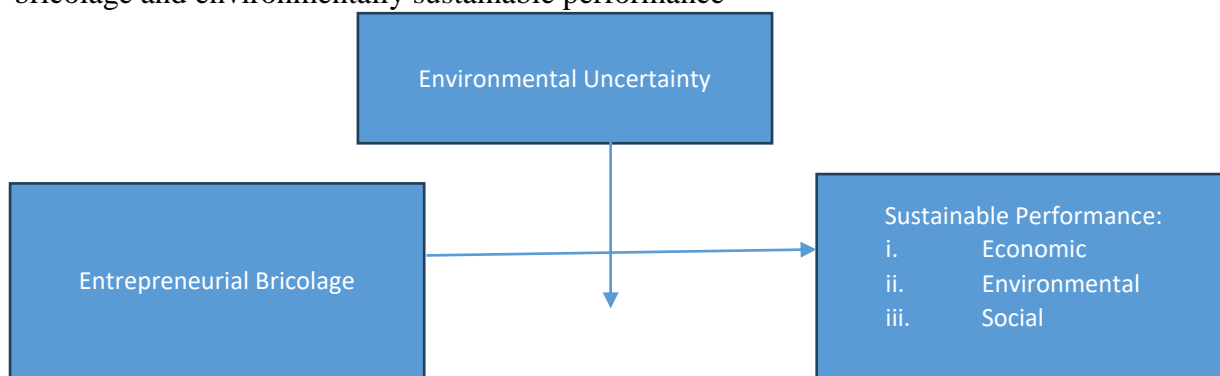 bricolage and environmentally sustainable performance
Environmental Uncertainty
Entrepreneurial Bricolage
Sustainable Performance:
i. Economic
ii. Environmental
iii. Social